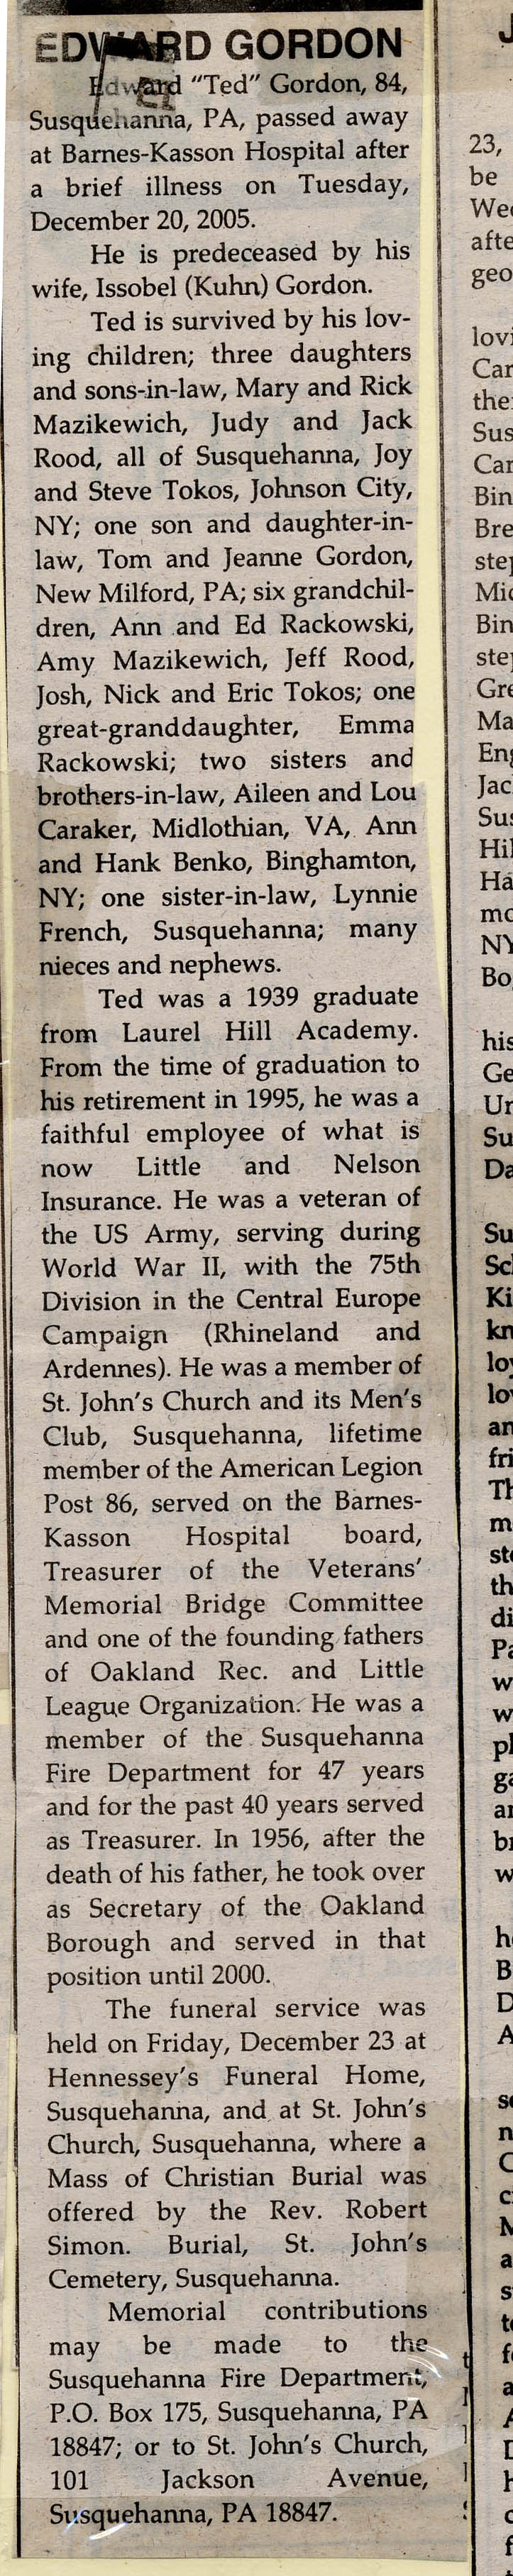 EDWARD GORDON
Edward "Ted" Gordon, 84,
Susquehanna, PA, passed away
at Barnes-Kasson Hospital after
a brief illness on Tuesday,
December 20, 2005.
He is predeceased by his
wife, Issobel (Kuhn) Gordon.
Ted is survived by his lov-
ing children; three daughters
and sons-in-law, Mary and Rick
Mazikewich, Judy and Jack
Rood, all of Susquehanna, Joy
and Steve Tokos, Johnson City,
NY; one son and daughter-in-
law, Tom and Jeanne Gordon,
New Milford, PA; six grandchil-
dren, Ann and Ed Rackowski,
Amy Mazikewich, Jeff Rood,
Josh, Nick and Eric Tokos; one
great-granddaughter, Emma
Rackowski; two sisters and
brothers-in-law, Aileen and Lou
Caraker, Midlothian, VA, Ann
and Hank Benko, Binghamton,
NY; one sister-in-law, Lynnie
French, Susquehanna; many
nieces and nephews.
Ted was a 1939 graduate
from Laurel Hill Academy.
From the time of graduation to
his retirement in 1995, he was a
faithful employee of what is
now Little and Nelson
Insurance. He was a veteran of
the US Army, serving during
World War II, with the 75th
Division in the Central Europe
Campaign (Rhineland and
Ardennes). He was a member of
St. John's Church and its Men's
Club, Susquehanna, lifetime
member of the American Legion
Post 86, served on the Barnes-
Kasson Hospital board,
Treasurer of the Veterans'
Memorial Bridge Committee
and one of the founding fathers
of Oakland Rec. and Little
League Organization. He was a
member of the Susquehanna
Fire Department for 47 years
and for the past 40 years served
as Treasurer. In 1956, after the
death of his father, he took over
as Secretary of the Oakland
Borough and served in that
position until 2000.
The funeral service was
held on Friday, December 23 at
Hennessey's Funeral Home,
Susquehanna, and at St. John's
Church, Susquehanna, where a
Mass of Christian Burial was
offered by the Rev. Robert
Simon. Burial, St. John's
Cemetery, Susquehanna.
Memorial contributions
may be made to the
Susquehanna Fire Department,
P.O. Box 175, Susquehanna, PA
18847; or to St. John's Church,
101 Jackson Avenue,
Susquehanna, PA 18847.